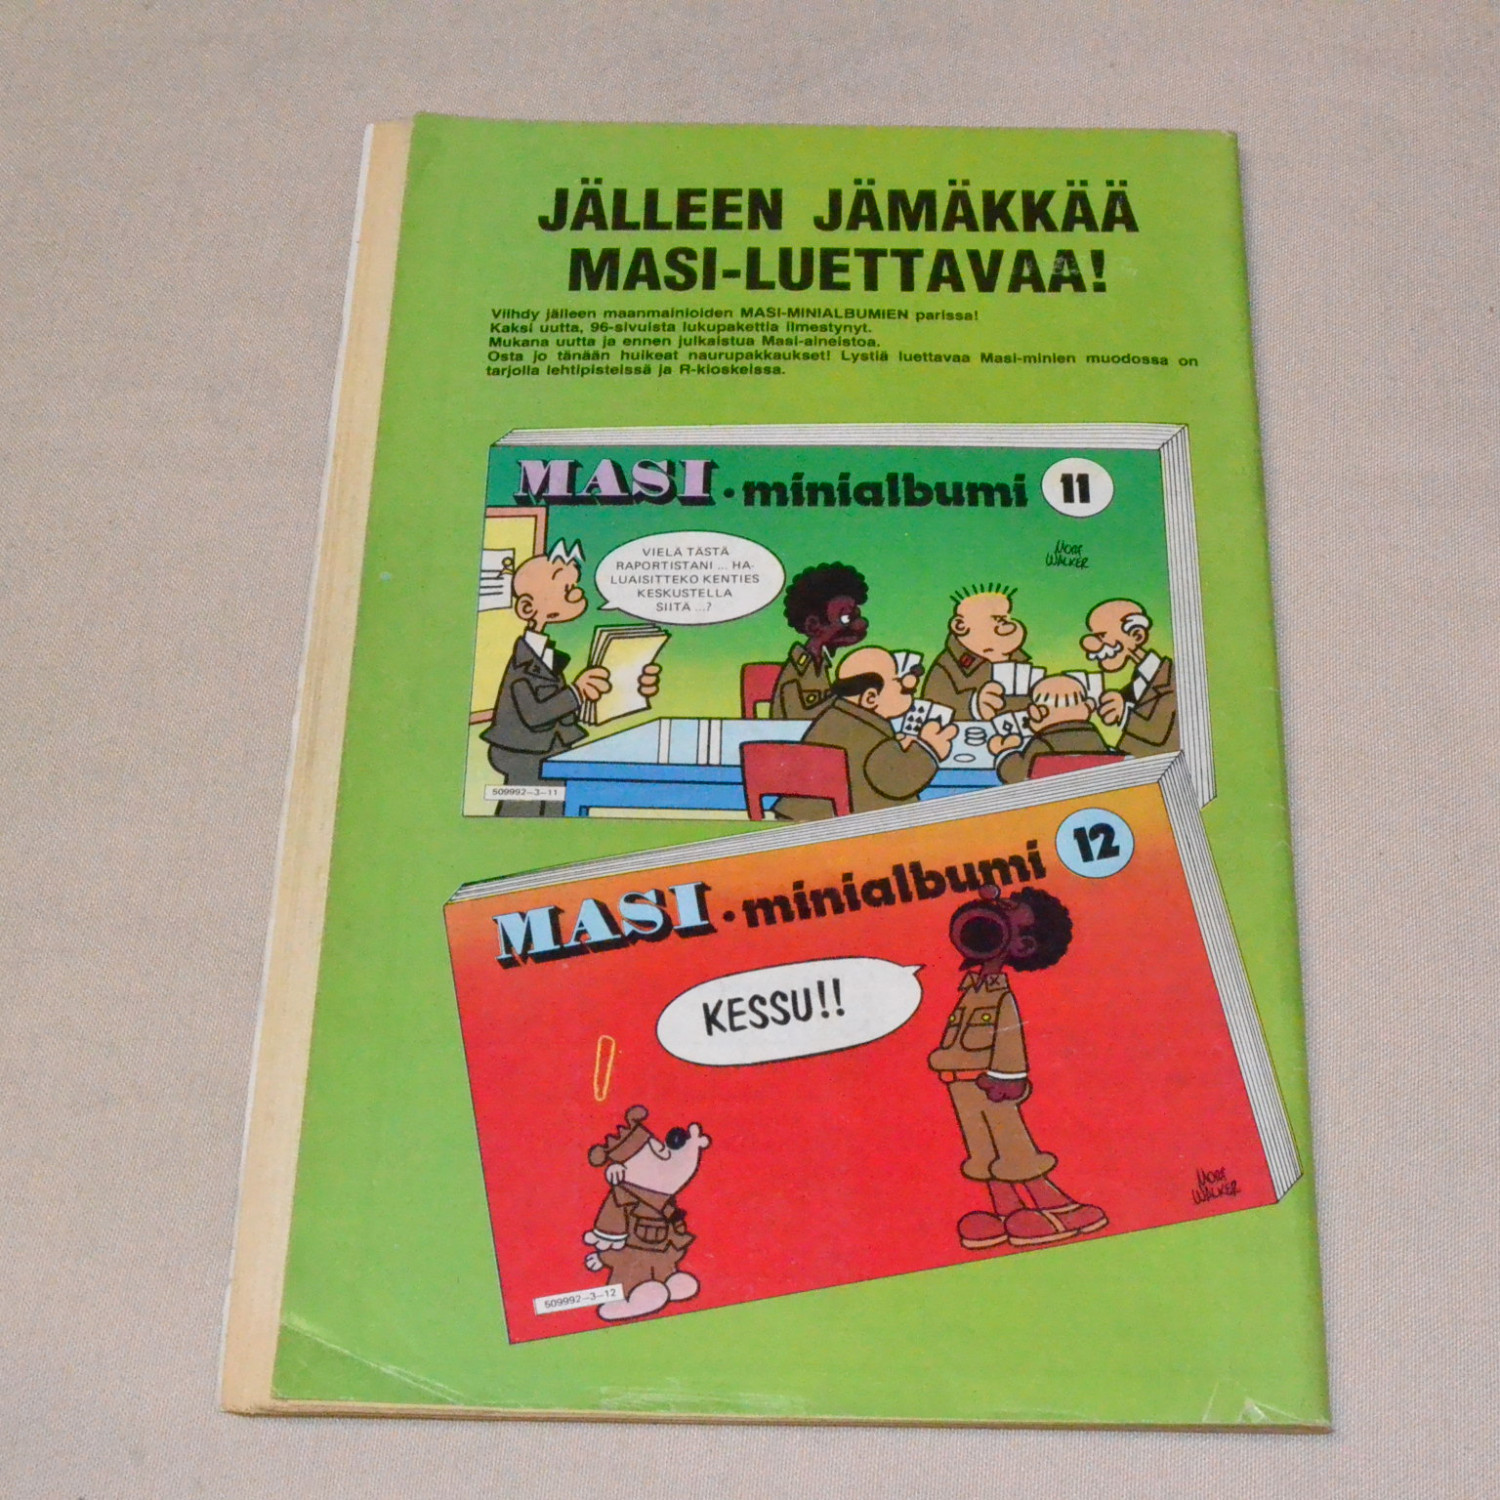 JÄLLEEN JÄMÄKKÄÄ
MASI-LUETTAVAA!
Viihdy jälleen maanmainioiden MASI-MINIALBUMIEN parissa!
Kaksi uutta, 96-sivuista lukupakettia ilmestynyt.
Mukana uutta ja ennen julkaistua Masi-aineistoa.
Osta jo tänään huikeat naurupakkaukset! Lystiä luettavaa Masi-minien muodossa on
tarjolla lehtipisteissä ja R-kioskeissa.
MASI • minialbumi 11
MORT
WALKER
VIELÄ TÄSTÄ
RAPORTISTANI ... HA-
LUAISITTEKO KENTIES
KESKUSTELLA
SIITÄ ...?
509992-3-11
MASI • minialbumi 12
KESSU!!
MORT
WALKER
509992-3-12